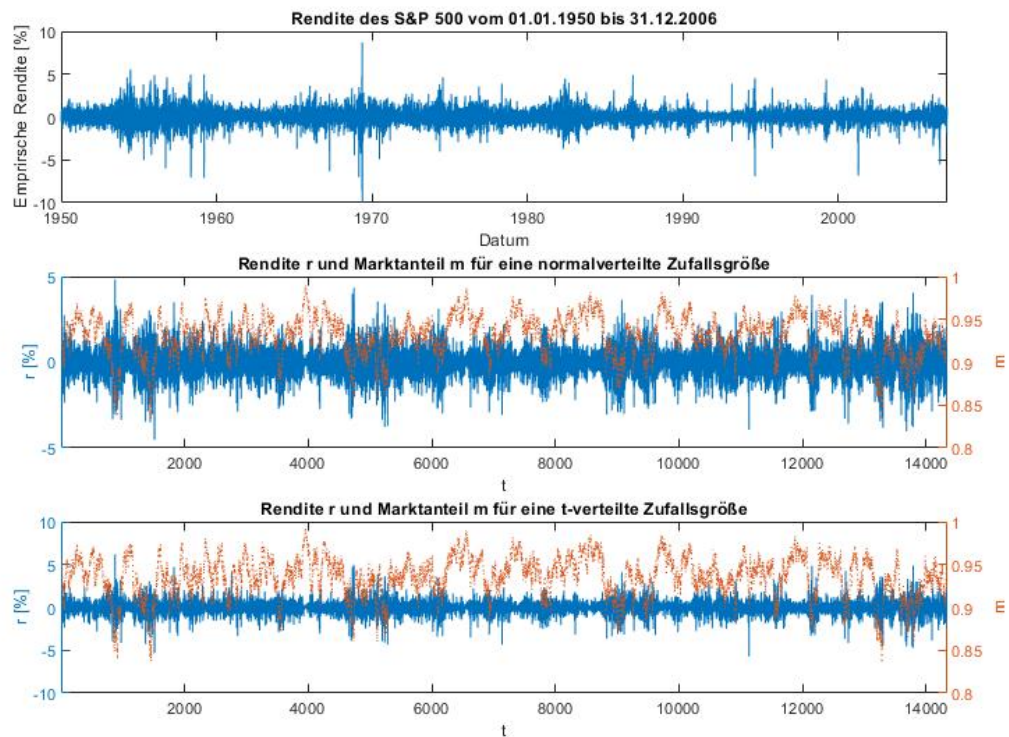 Rendite des S&P 500 vom 01.01.1950 bis 31.12.2006
Emprirsche Rendite [%]
10
5
0
-5
-10
1950 1960 1970 1980 1990 2000
Datum
Rendite r und Marktanteil m für eine normalverteilte Zufallsgröße
r [%]
5
0
-5
1
0.95
0.9
0.85
0.8
m
2000 4000 6000 8000 10000 12000 14000
t
Rendite r und Marktanteil m für eine t-verteilte Zufallsgröße
r [%]
10
5
0
-5
-10
1
0.95
0.9
0.85
0.8
m
2000 4000 6000 8000 10000 12000 14000
t